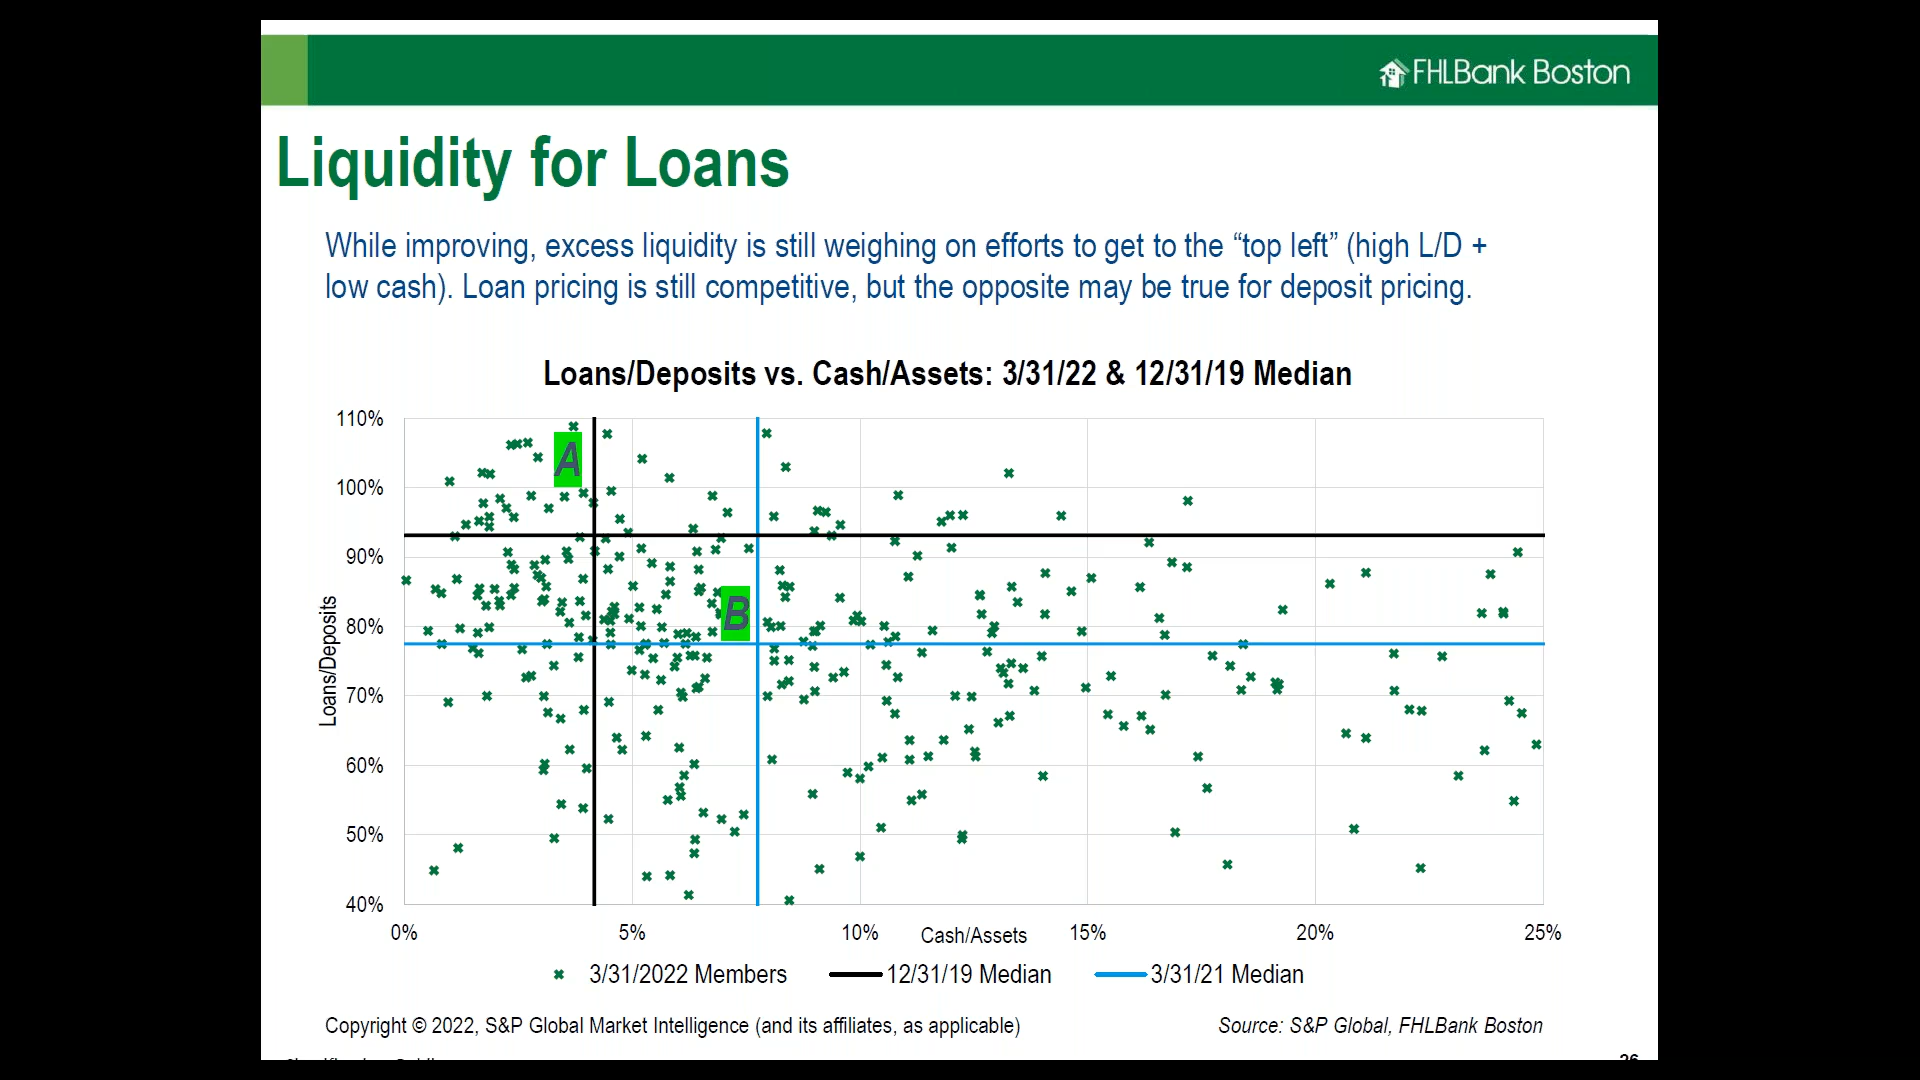 FHLBank Boston
Liquidity for Loans
While improving, excess liquidity is still weighing on efforts to get to the “top left” (high L/D +
low cash). Loan pricing is still competitive, but the opposite may be true for deposit pricing.
Loans/Deposits vs. Cash/Assets: 3/31/22 & 12/31/19 Median
110%
100%
90%
80%
70%
60%
50%
40%
Loans/Deposits
A
B
0%
5%
10%
15%
20%
25%
Cash/Assets
3/31/2022 Members
12/31/19 Median
3/31/21 Median
Copyright © 2022, S&P Global Market Intelligence (and its affiliates, as applicable)
Source: S&P Global, FHLBank Boston